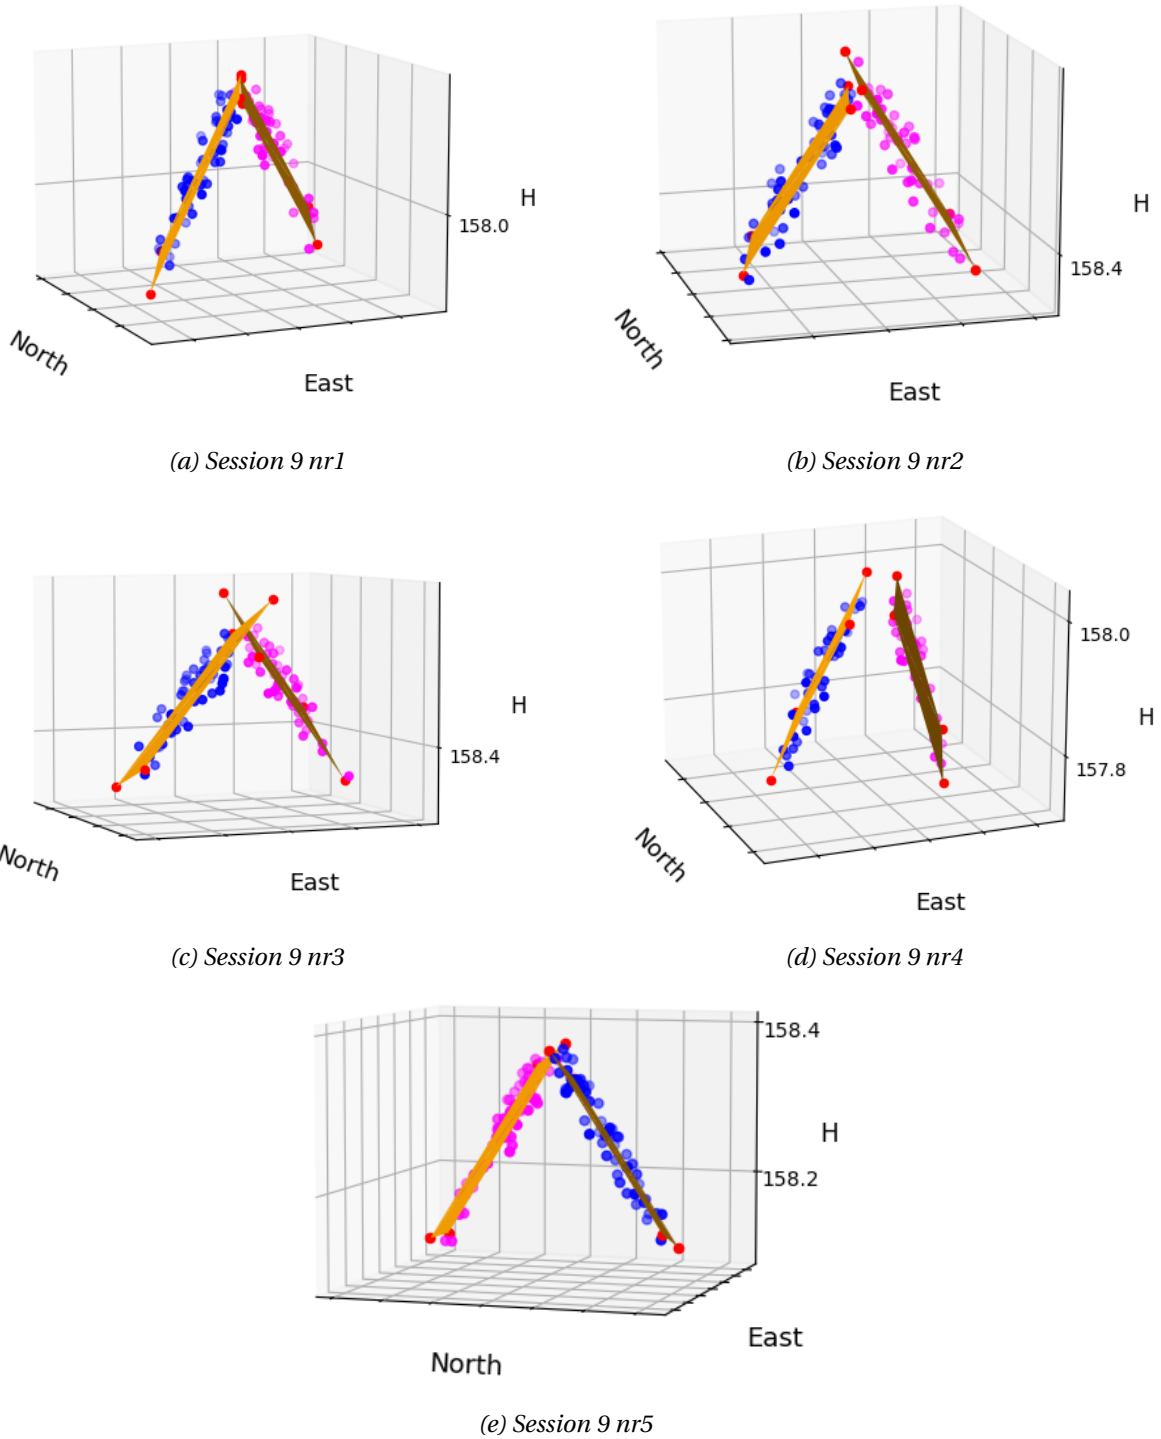 H
158.0
North
East
(a) Session 9 nr1
H
158.4
North
East
(b) Session 9 nr2
H
158.4
North
East
(c) Session 9 nr3
158.0
H
157.8
North
East
(d) Session 9 nr4
158.4
H
158.2
East
North
(e) Session 9 nr5